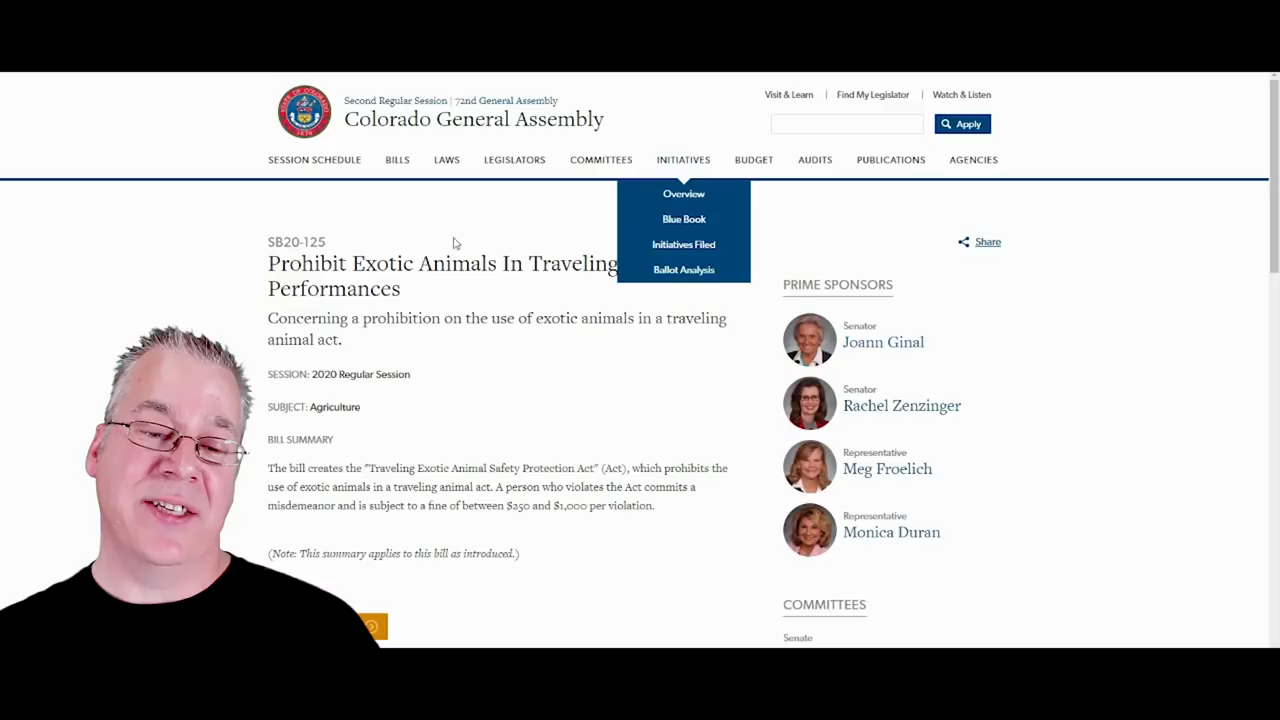 Second Regular Session | 72nd General Assembly
Colorado General Assembly
Visit & Learn | Find My Legislator | Watch & Listen
Apply
SESSION SCHEDULE BILLS LAWS LEGISLATORS COMMITTEES INITIATIVES BUDGET AUDITS PUBLICATIONS AGENCIES
Overview
Blue Book
Initiatives Filed
Ballot Analysis
SB20-125
Prohibit Exotic Animals In Traveling
Performances
Concerning a prohibition on the use of exotic animals in a traveling
animal act.
SESSION: 2020 Regular Session
SUBJECT: Agriculture
BILL SUMMARY
The bill creates the "Traveling Exotic Animal Safety Protection Act" (Act), which prohibits the
use of exotic animals in a traveling animal act. A person who violates the Act commits a
misdemeanor and is subject to a fine of between $250 and $1,000 per violation.
(Note: This summary applies to this bill as introduced.)
Share
PRIME SPONSORS
Senator
Joann Ginal
Senator
Rachel Zenzinger
Representative
Meg Froelich
Representative
Monica Duran
COMMITTEES
Senate